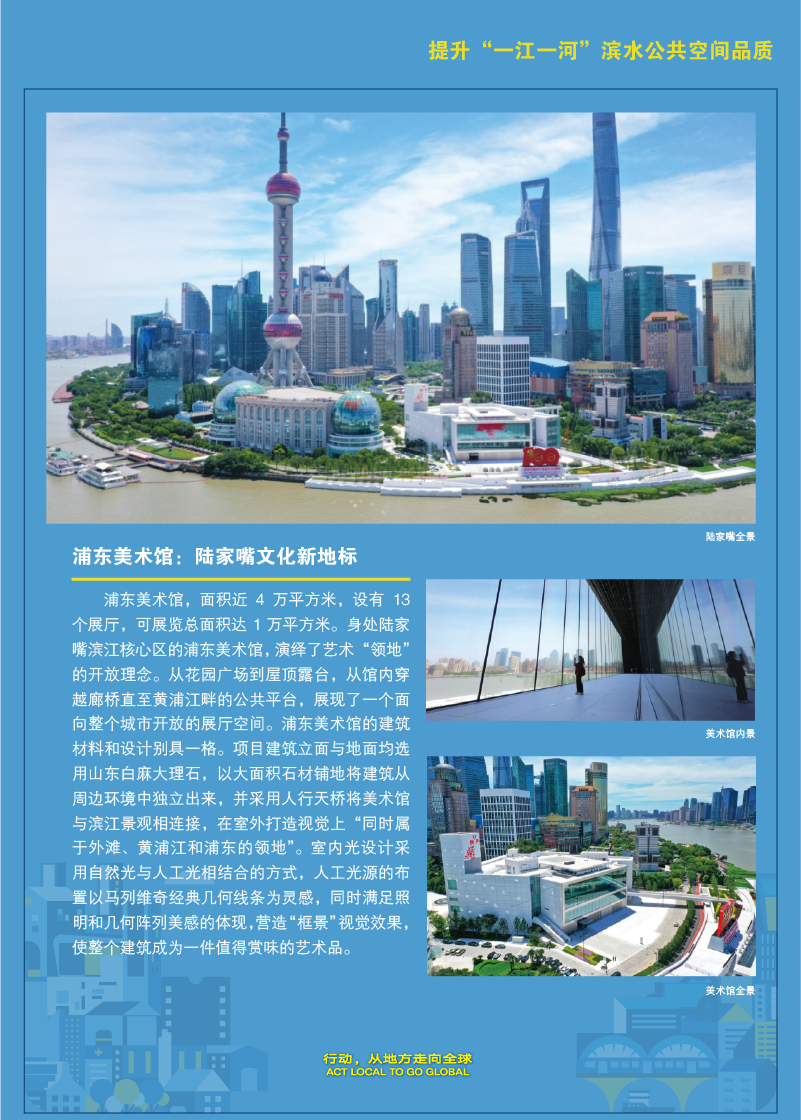 提升“一江一河”滨水公共空间品质
震旦
陆家嘴全景
浦东美术馆：陆家嘴文化新地标
浦东美术馆，面积近 4 万平方米，设有 13
个展厅，可展览总面积达 1 万平方米。身处陆家
嘴滨江核心区的浦东美术馆，演绎了艺术“领地”
的开放理念。从花园广场到屋顶露台，从馆内穿
越廊桥直至黄浦江畔的公共平台，展现了一个面
向整个城市开放的展厅空间。浦东美术馆的建筑
材料和设计别具一格。项目建筑立面与地面均选
用山东白麻大理石，以大面积石材铺地将建筑从
周边环境中独立出来，并采用人行天桥将美术馆
与滨江景观相连接，在室外打造视觉上“同时属
于外滩、黄浦江和浦东的领地”。室内光设计采
用自然光与人工光相结合的方式，人工光源的布
置以马列维奇经典几何线条为灵感，同时满足照
明和几何阵列美感的体现，营造“框景”视觉效果，
使整个建筑成为一件值得赏味的艺术品。
美术馆内景
美术馆全景
行动，从地方走向全球
ACT LOCAL TO GO GLOBAL